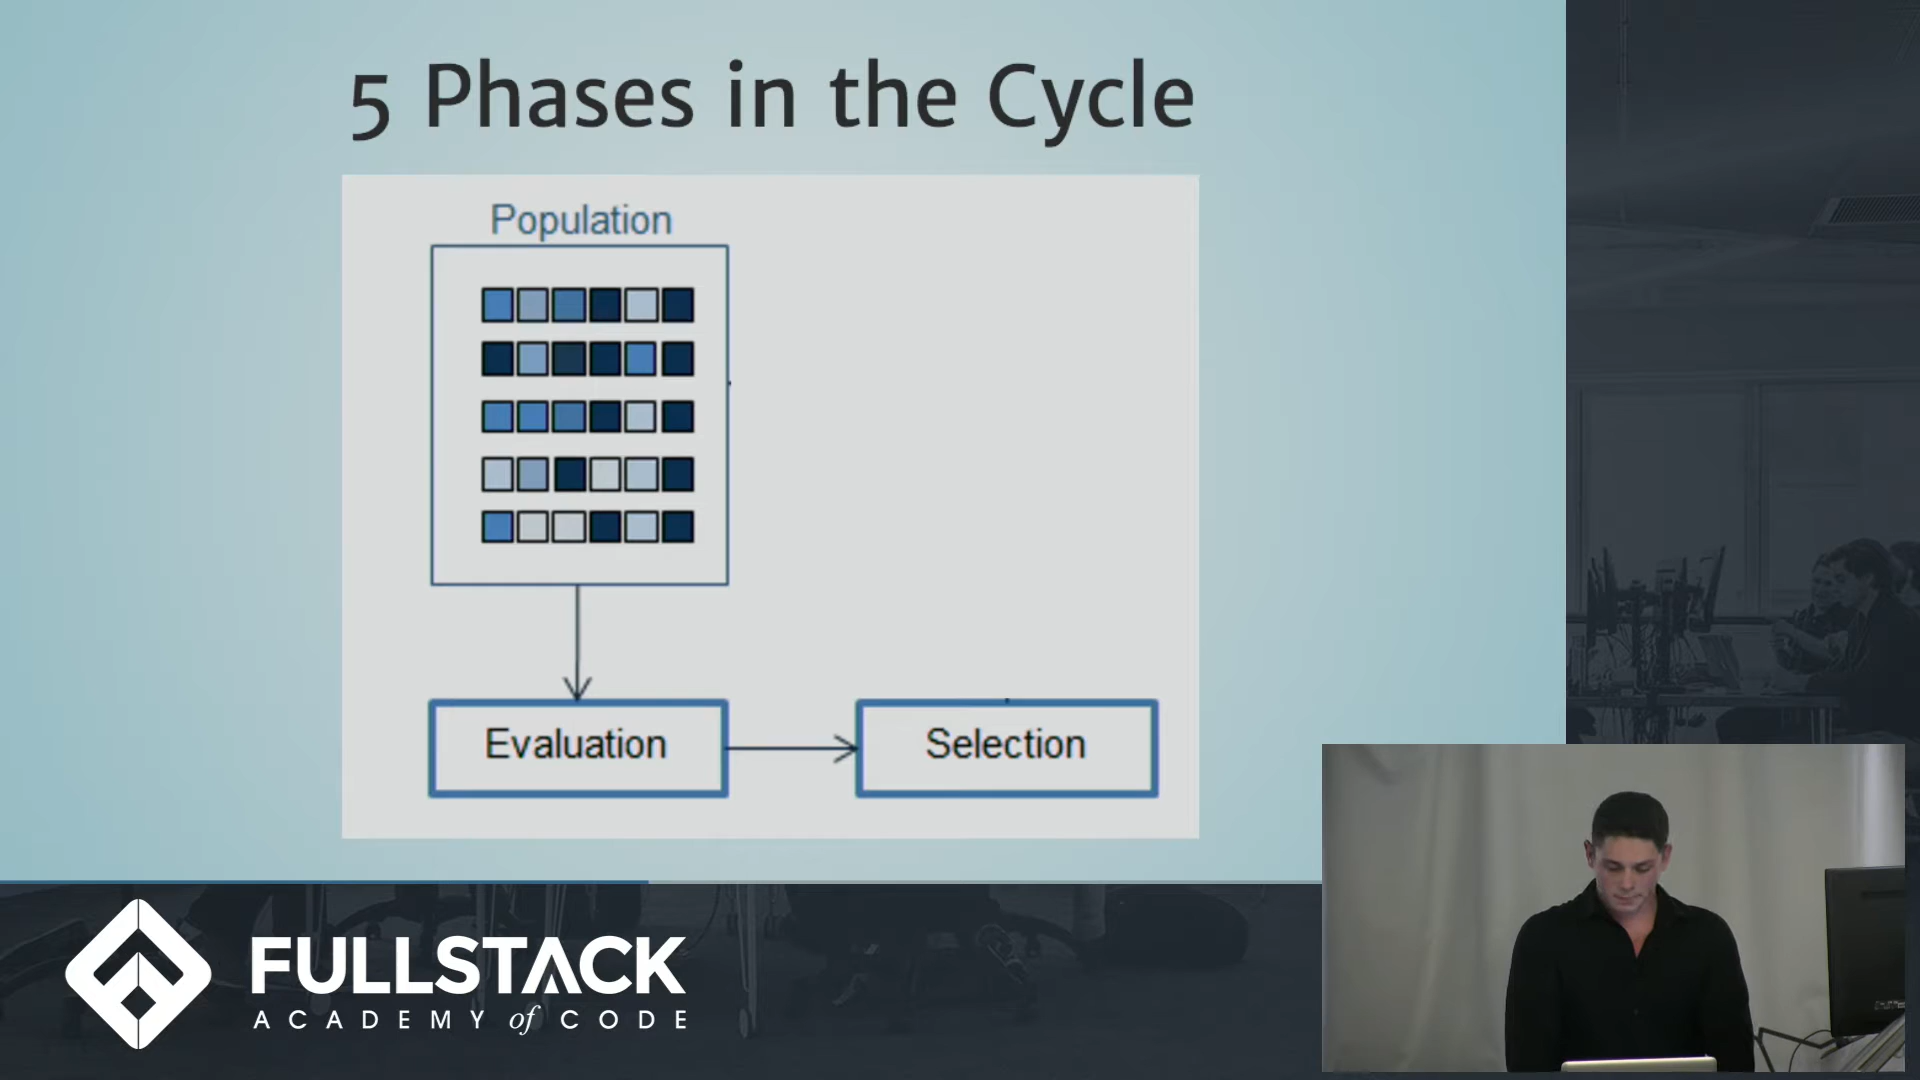 5 Phases in the Cycle
Population
Evaluation
Selection
FULLSTACK
ACADEMY of CODE